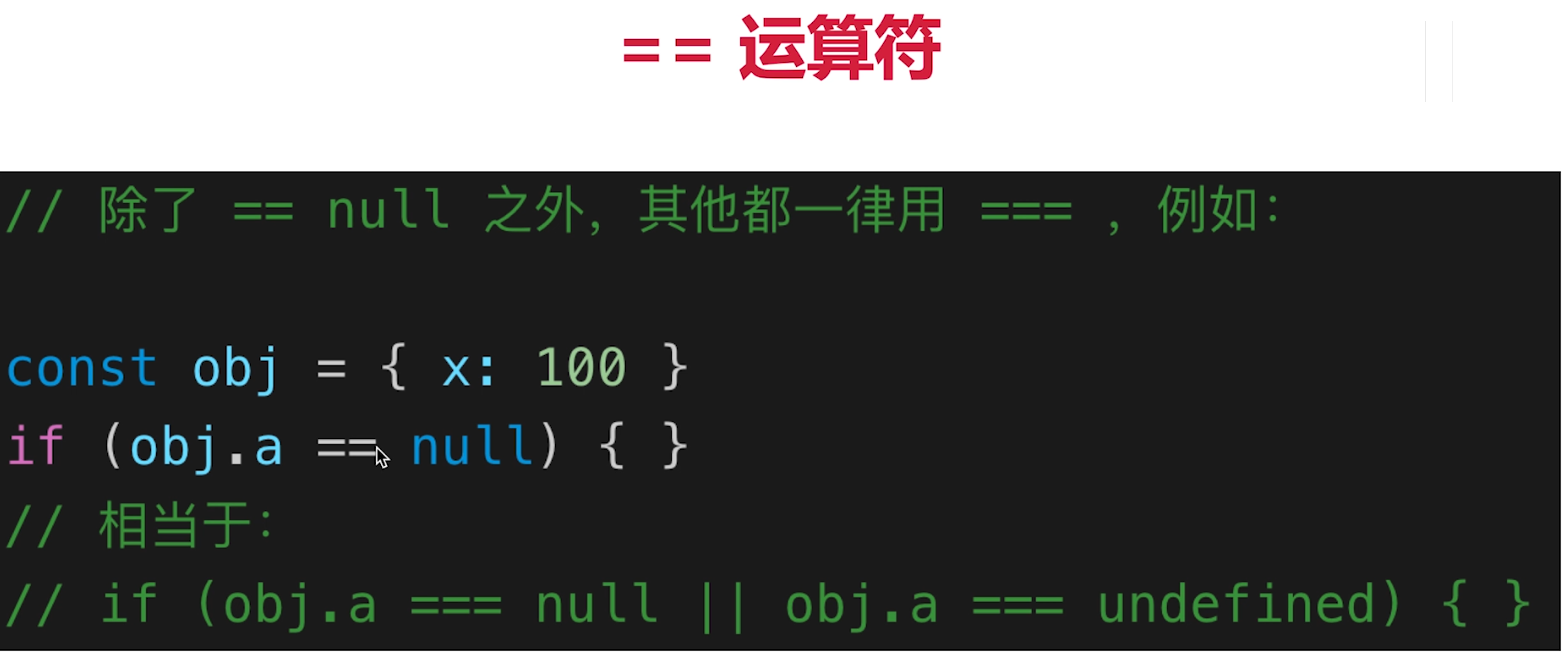 == 运算符
// 除了 == null 之外，其他都一律用 === ，例如：
const obj = { x: 100 }
if (obj.a == null) { }
// 相当于：
// if (obj.a === null || obj.a === undefined) { }